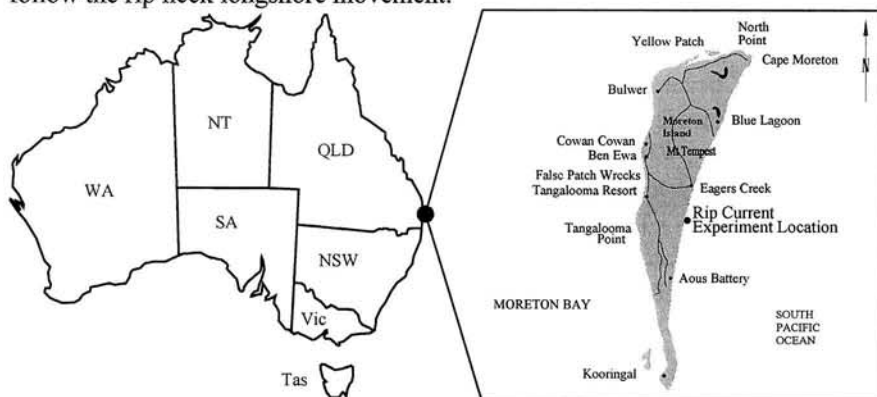 follow the rip neck longshore movement.
NT
QLD
WA
SA
NSW
Vic
Tas
North
Point
Yellow Patch
Cape Moreton
N
Bulwer
Moreton
Island
Blue Lagoon
Cowan Cowan
Mt Tempest
Ben Ewa
False Patch Wrecks
Tangalooma Resort
Eagers Creek
Rip Current
Experiment Location
Tangalooma
Point
Aous Battery
MORETON BAY
SOUTH
PACIFIC
OCEAN
Kooringal